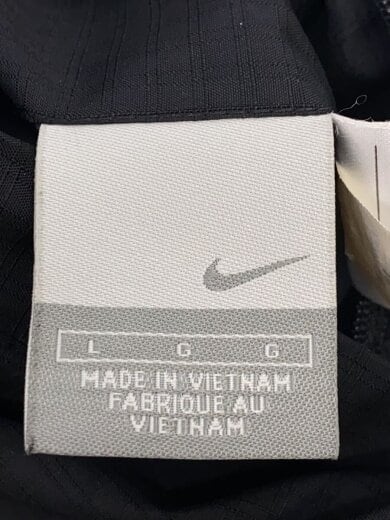 L G G
MADE IN VIETNAM
FABRIQUE AU
VIETNAM